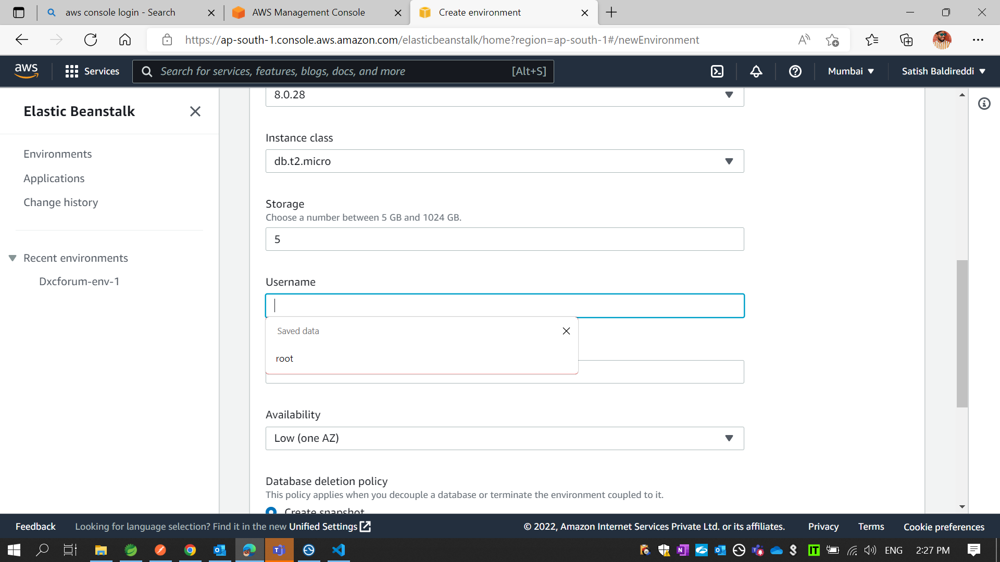 aws console login - Search
AWS Management Console
Create environment
https://ap-south-1.console.aws.amazon.com/elasticbeanstalk/home?region=ap-south-1#/newEnvironment
aws
Services
Search for services, features, blogs, docs, and more
[Alt+S]
Mumbai
Satish Baldireddi
Elastic Beanstalk
Environments
Applications
Change history
Recent environments
Dxcforum-env-1
8.0.28
Instance class
db.t2.micro
Storage
Choose a number between 5 GB and 1024 GB.
5
Username
Saved data
root
Availability
Low (one AZ)
Database deletion policy
This policy applies when you decouple a database or terminate the environment coupled to it.
Create snapshot
Feedback
Looking for language selection? Find it in the new Unified Settings
© 2022, Amazon Internet Services Private Ltd. or its affiliates.
Privacy
Terms
Cookie preferences
ENG
2:27 PM